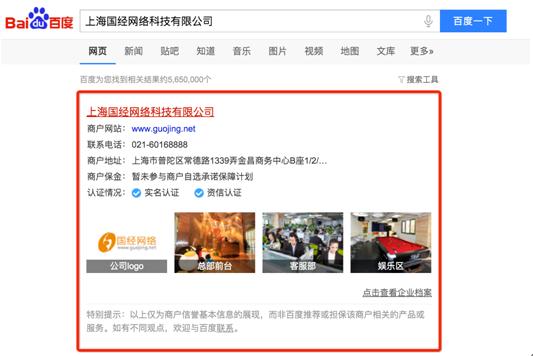 Bai du 百度
上海国经网络科技有限公司
百度一下
网页 新闻 贴吧 知道 音乐 图片 视频 地图 文库 更多»
百度为您找到相关结果约5,650,000个
搜索工具
上海国经网络科技有限公司
商户网站： www.guojing.net
联系电话： 021-60168888
商户地址： 上海市普陀区常德路1339弄金昌商务中心B座1/2/...
商户保金： 暂未参与商户自选承诺保障计划
认证情况： 实名认证 资信认证
国经网络
www.guojing.net
公司logo 总部前台 客服部 娱乐区
点击查看企业档案
特别提示：以上仅为商户信誉基本信息的展现，而非百度推荐或担保该商户相关的产品或
服务。如有不同观点，欢迎与百度联系。